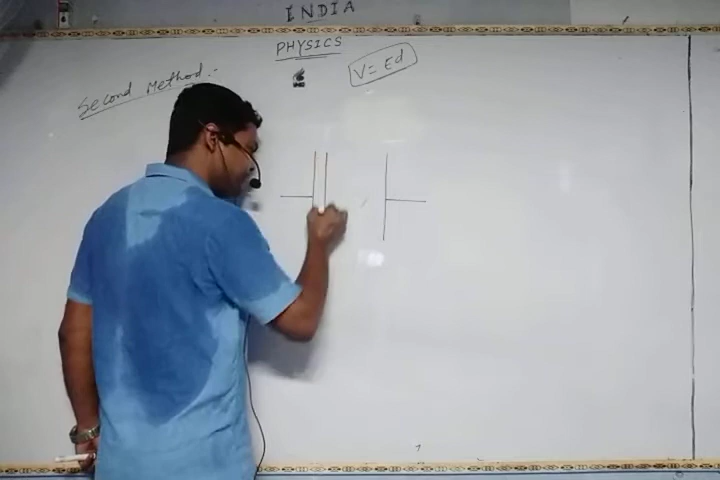 INDIA
PHYSICS
V = Ed
Second Method :-